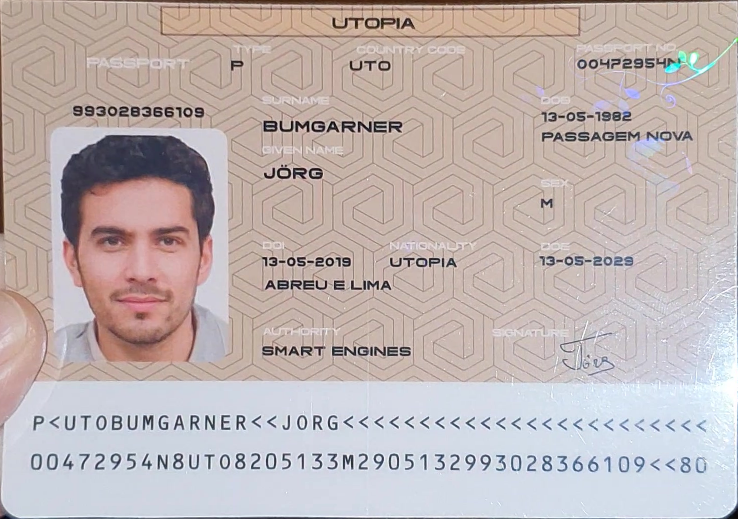 UTOPIA
PASSPORT TYPE COUNTRY CODE PASSPORT NO.
P UTO 00472954N
993028366109
SURNAME DOB
BUMGARNER 13-05-1982
PASSAGEM NOVA
GIVEN NAME
JÖRG
SEX
M
DOI NATIONALITY DOE
13-05-2019 UTOPIA 13-05-2029
ABREU E LIMA
AUTHORITY SIGNATURE
SMART ENGINES
Jörg
P<UTOBUMGARNER<<JORG<<<<<<<<<<<<<<<<<<<<<<<<
00472954N8UTO8205133M2905132993028366109<<80